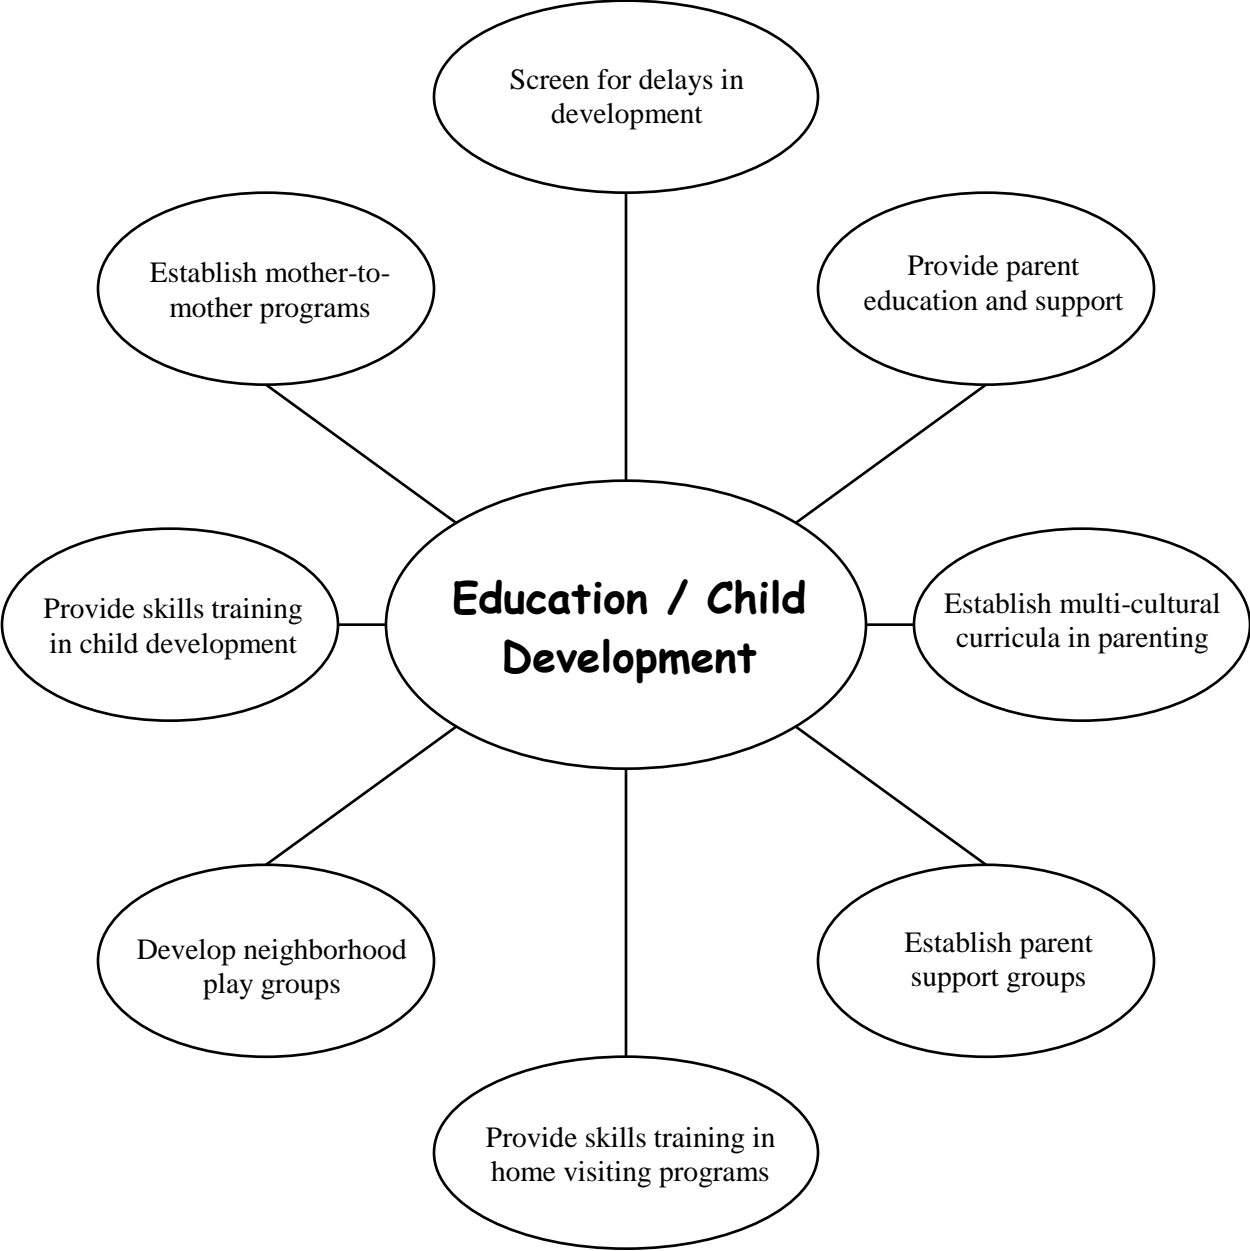 Screen for delays in
development
Establish mother-to-
mother programs
Provide parent
education and support
Provide skills training
in child development
Education / Child
Development
Establish multi-cultural
curricula in parenting
Develop neighborhood
play groups
Establish parent
support groups
Provide skills training in
home visiting programs